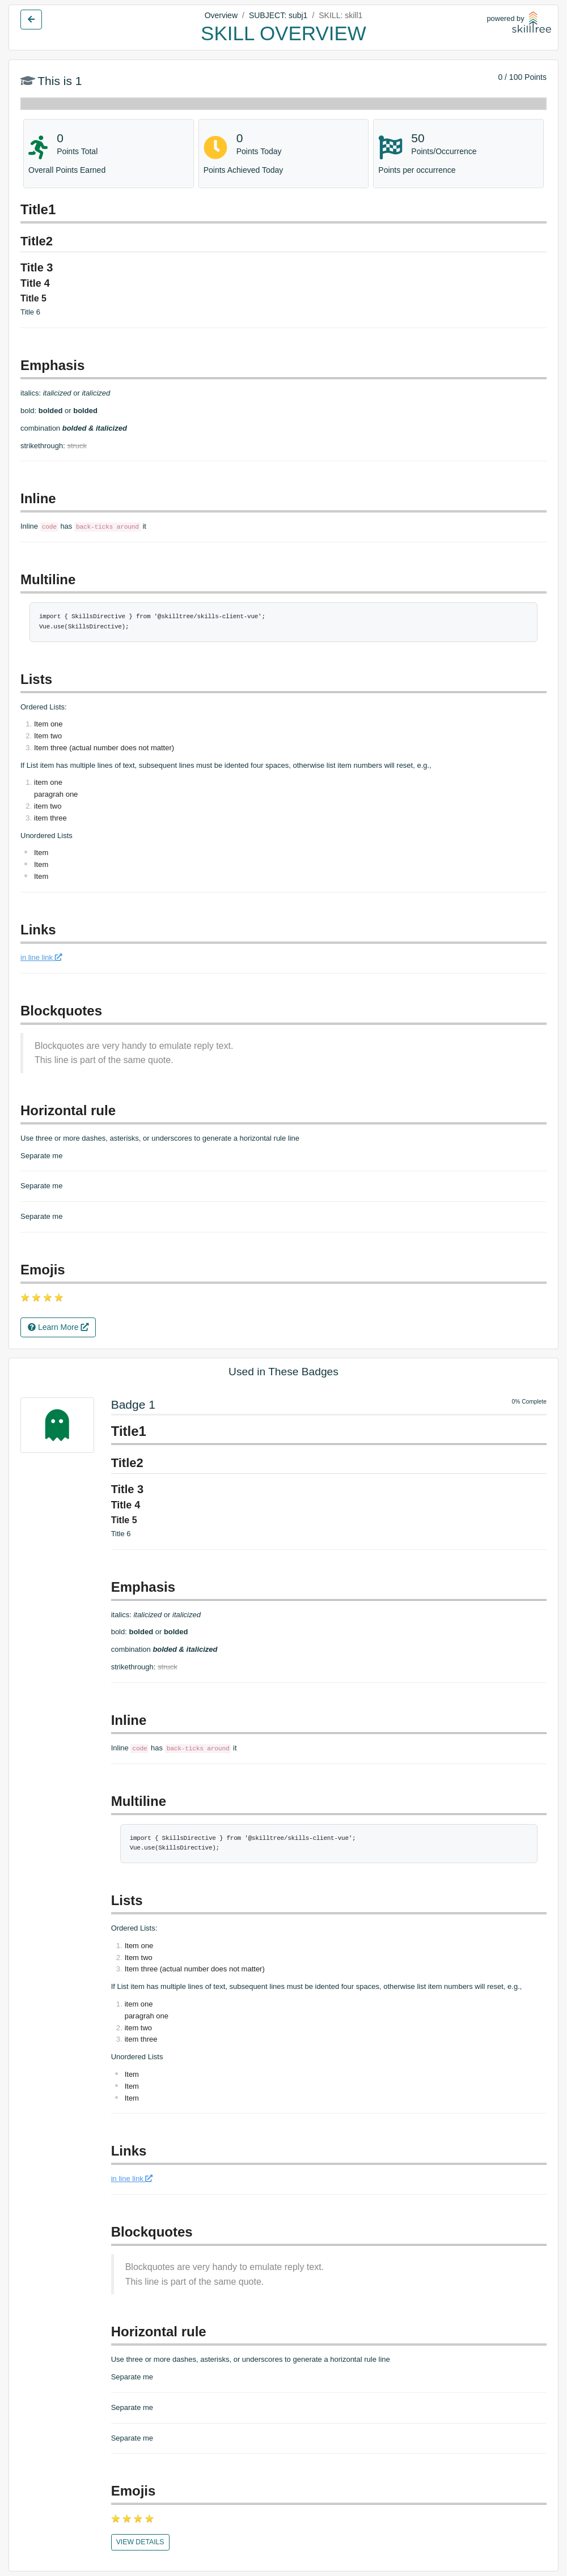 Overview / SUBJECT: subj1 / SKILL: skill1
SKILL OVERVIEW
powered by
skilltree
This is 1
0 / 100 Points
0
Points Total
Overall Points Earned
0
Points Today
Points Achieved Today
50
Points/Occurrence
Points per occurrence
Title1
Title2
Title 3
Title 4
Title 5
Title 6
Emphasis
italics: italicized or italicized
bold: bolded or bolded
combination bolded & italicized
strikethrough: struck
Inline
Inline code has back-ticks around it
Multiline
import { SkillsDirective } from '@skilltree/skills-client-vue';
Vue.use(SkillsDirective);
Lists
Ordered Lists:
1. Item one
2. Item two
3. Item three (actual number does not matter)
If List item has multiple lines of text, subsequent lines must be idented four spaces, otherwise list item numbers will reset, e.g.,
1. item one
paragrah one
2. item two
3. item three
Unordered Lists
Item
Item
Item
Links
in line link
Blockquotes
Blockquotes are very handy to emulate reply text.
This line is part of the same quote.
Horizontal rule
Use three or more dashes, asterisks, or underscores to generate a horizontal rule line
Separate me
Separate me
Separate me
Emojis
Learn More
Used in These Badges
Badge 1
0% Complete
Title1
Title2
Title 3
Title 4
Title 5
Title 6
Emphasis
italics: italicized or italicized
bold: bolded or bolded
combination bolded & italicized
strikethrough: struck
Inline
Inline code has back-ticks around it
Multiline
import { SkillsDirective } from '@skilltree/skills-client-vue';
Vue.use(SkillsDirective);
Lists
Ordered Lists:
1. Item one
2. Item two
3. Item three (actual number does not matter)
If List item has multiple lines of text, subsequent lines must be idented four spaces, otherwise list item numbers will reset, e.g.,
1. item one
paragrah one
2. item two
3. item three
Unordered Lists
Item
Item
Item
Links
in line link
Blockquotes
Blockquotes are very handy to emulate reply text.
This line is part of the same quote.
Horizontal rule
Use three or more dashes, asterisks, or underscores to generate a horizontal rule line
Separate me
Separate me
Separate me
Emojis
VIEW DETAILS